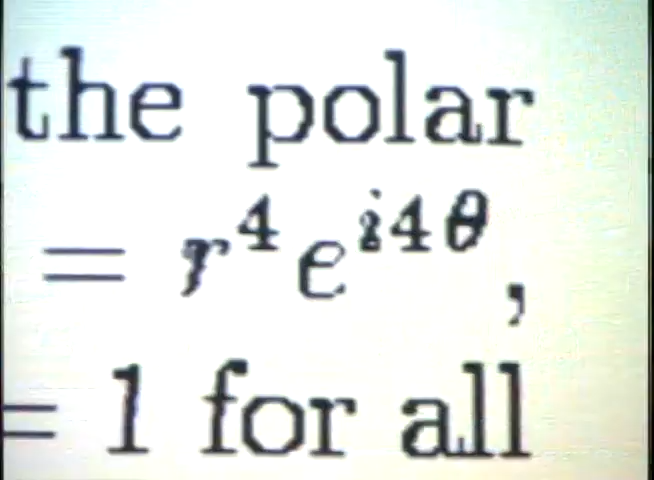 the polar
= r⁴e^{i4θ},
= 1 for all